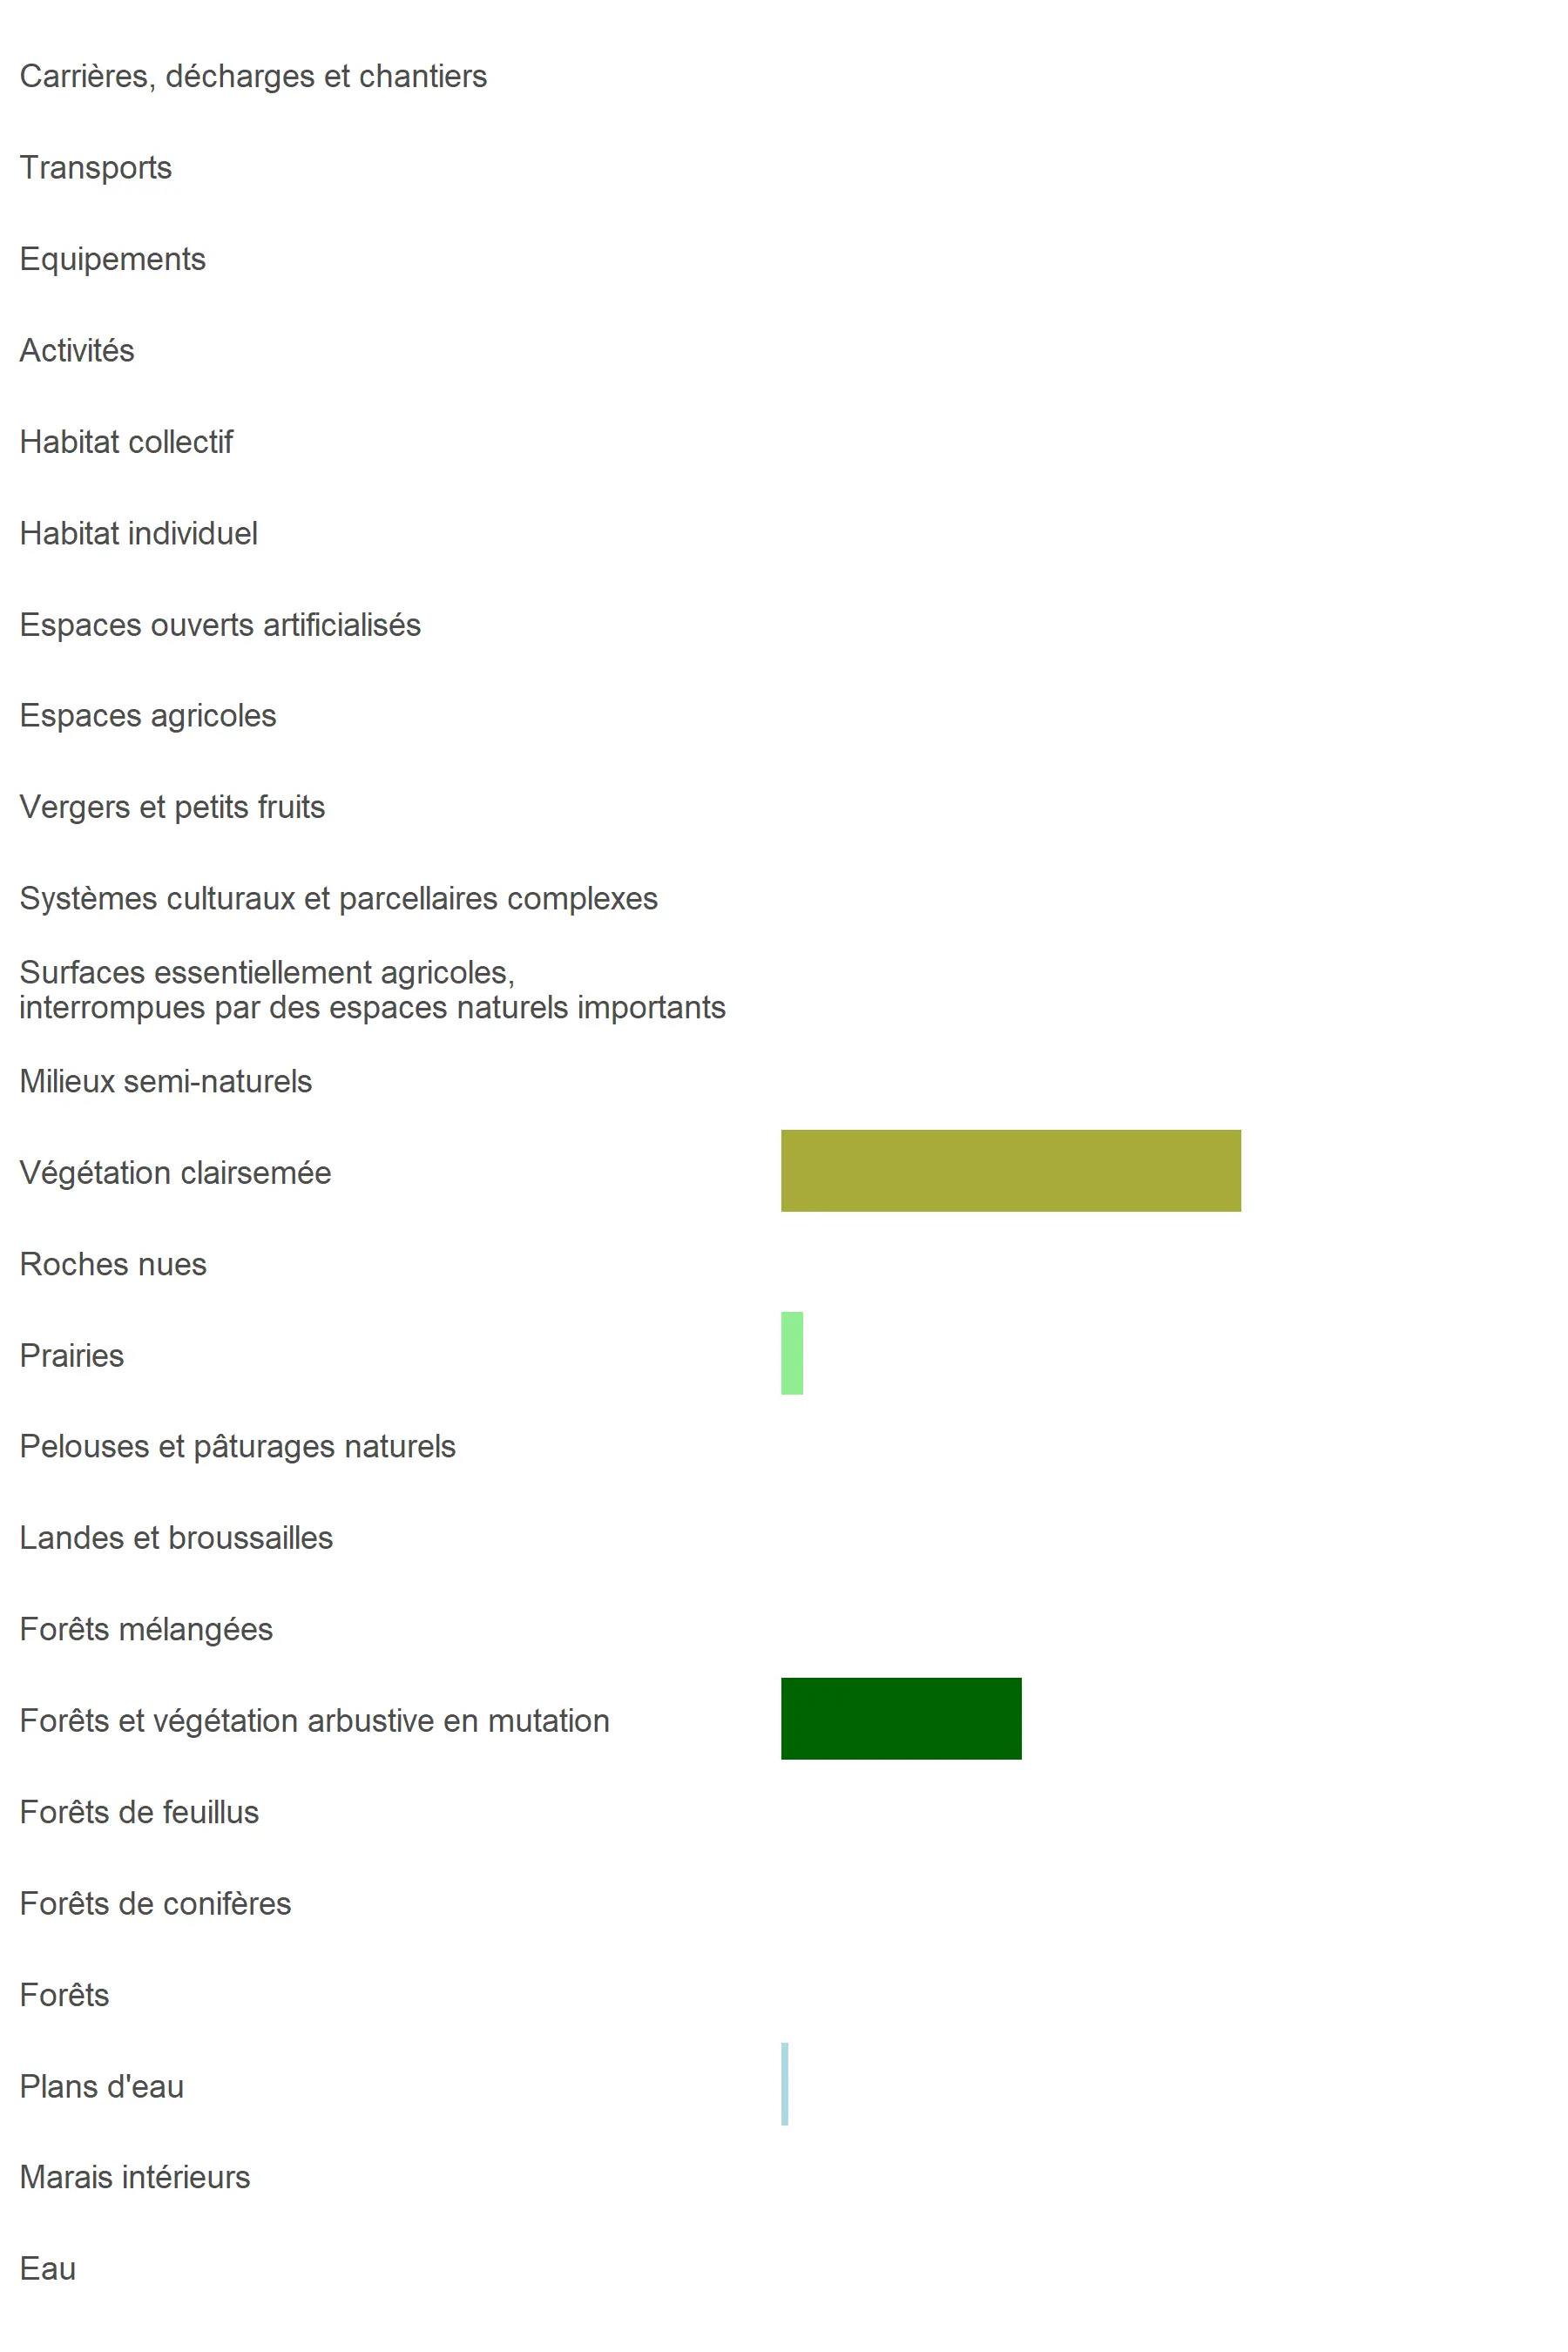 Carrières, décharges et chantiers
Transports
Equipements
Activités
Habitat collectif
Habitat individuel
Espaces ouverts artificialisés
Espaces agricoles
Vergers et petits fruits
Systèmes culturaux et parcellaires complexes
Surfaces essentiellement agricoles,
interrompues par des espaces naturels importants
Milieux semi-naturels
Végétation clairsemée
Roches nues
Prairies
Pelouses et pâturages naturels
Landes et broussailles
Forêts mélangées
Forêts et végétation arbustive en mutation
Forêts de feuillus
Forêts de conifères
Forêts
Plans d'eau
Marais intérieurs
Eau